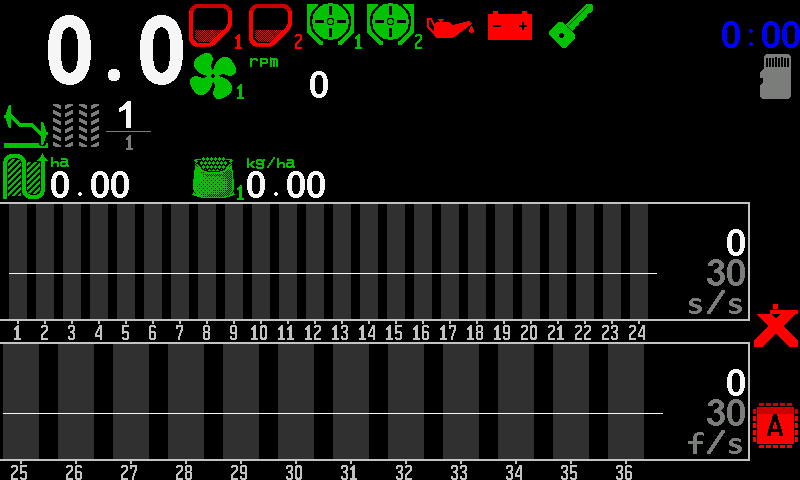 0.0 1 2 1 2 0:00
1 rpm 0
1
1
ha kg/ha
0.00 1 0.00
0
30
s/s
1 2 3 4 5 6 7 8 9 10 11 12 13 14 15 16 17 18 19 20 21 22 23 24
0
30
A
f/s
25 26 27 28 29 30 31 32 33 34 35 36